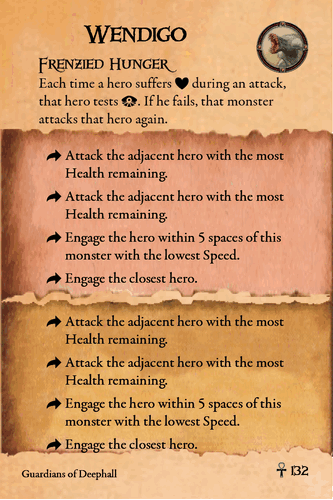 Wendigo
Frenzied Hunger
Each time a hero suffers ♥ during an attack,
that hero tests 👁. If he fails, that monster
attacks that hero again.
Attack the adjacent hero with the most
Health remaining.
Attack the adjacent hero with the most
Health remaining.
Engage the hero within 5 spaces of this
monster with the lowest Speed.
Engage the closest hero.
Attack the adjacent hero with the most
Health remaining.
Attack the adjacent hero with the most
Health remaining.
Engage the hero within 5 spaces of this
monster with the lowest Speed.
Engage the closest hero.
Guardians of Deephall
132